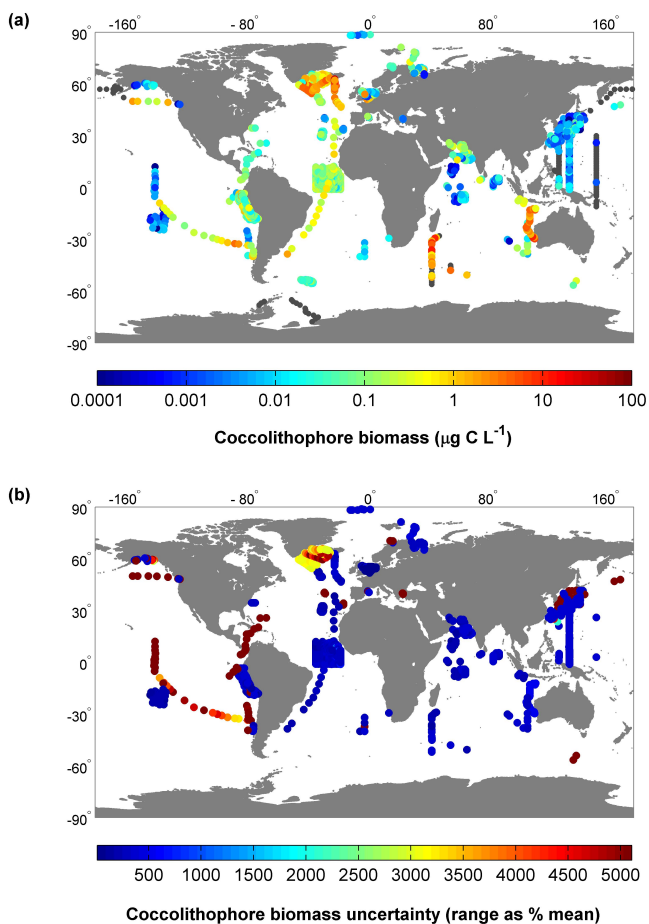 (a)
-160° -80° 0° 80° 160°
90°
60°
30°
0°
-30°
-60°
-90°
0.0001 0.001 0.01 0.1 1 10 100
Coccolithophore biomass (μg C L⁻¹)
(b)
-160° -80° 0° 80° 160°
90°
60°
30°
0°
-30°
-60°
-90°
500 1000 1500 2000 2500 3000 3500 4000 4500 5000
Coccolithophore biomass uncertainty (range as % mean)